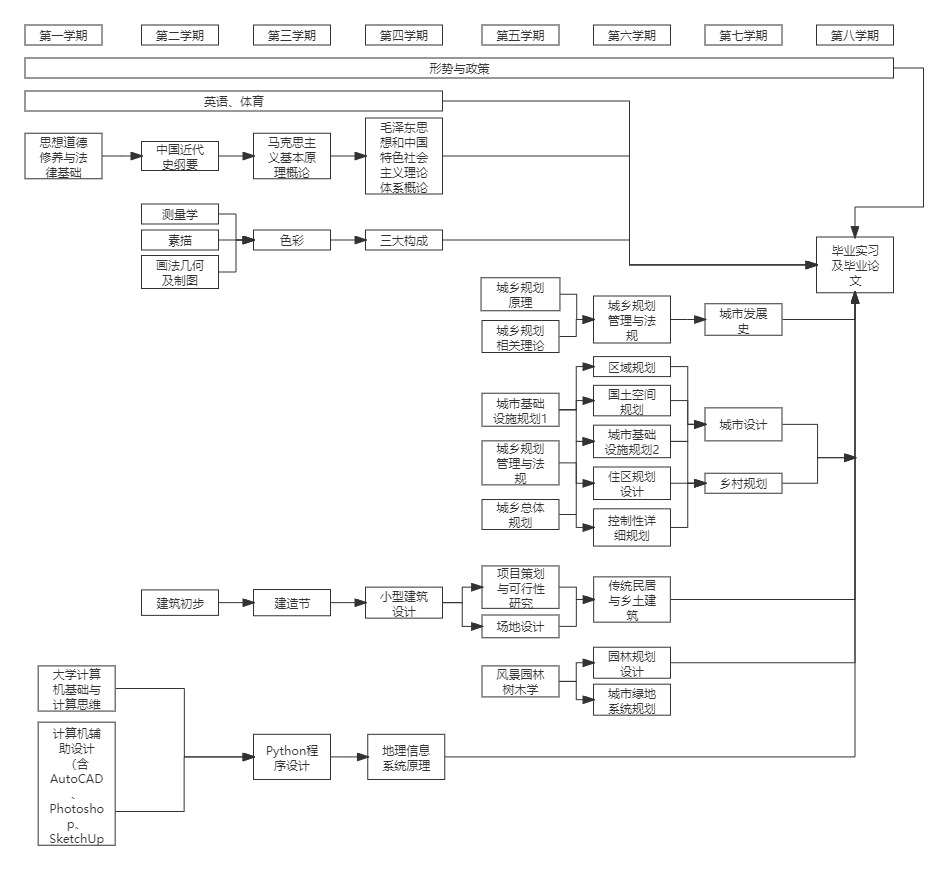 第一学期
第二学期
第三学期
第四学期
第五学期
第六学期
第七学期
第八学期
形势与政策
英语、体育
思想道德
修养与法
律基础
中国近代
史纲要
马克思主
义基本原
理概论
毛泽东思
想和中国
特色社会
主义理论
体系概论
测量学
素描
画法几何
及制图
色彩
三大构成
毕业实习
及毕业论
文
城乡规划
原理
城乡规划
相关理论
城乡规划
管理与法
规
城市发展
史
城市基础
设施规划1
城乡规划
管理与法
规
城乡总体
规划
区域规划
国土空间
规划
城市基础
设施规划2
住区规划
设计
控制性详
细规划
城市设计
乡村规划
建筑初步
建造节
小型建筑
设计
项目策划
与可行性
研究
场地设计
传统民居
与乡土建
筑
风景园林
树木学
园林规划
设计
城市绿地
系统规划
大学计算
机基础与
计算思维
计算机辅
助设计
（含
AutoCAD
、
Photosho
p、
SketchUp
Python程
序设计
地理信息
系统原理